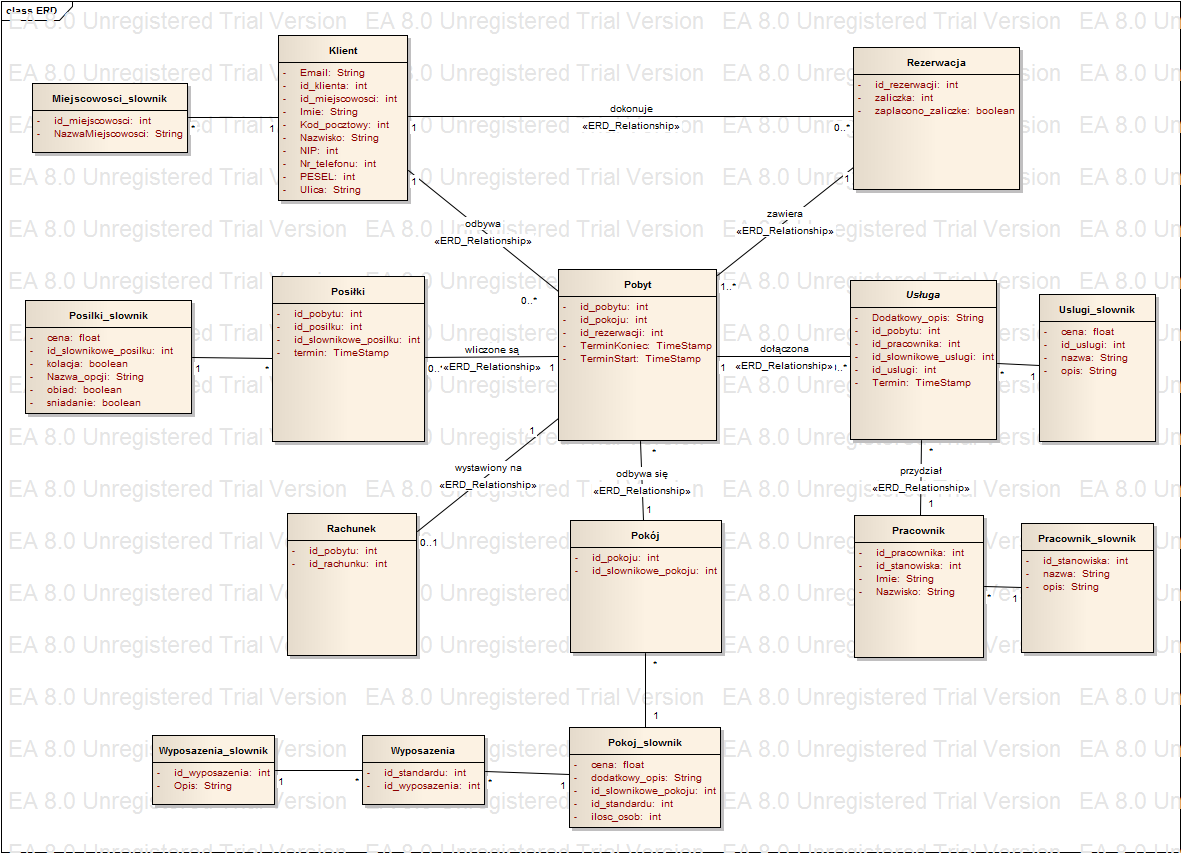 class ERD
EA 8.0 Unregistered Trial Version
Klient
- Email: String
- id_klienta: int
- id_miejscowosci: int
- Imie: String
- Kod_pocztowy: int
- Nazwisko: String
- NIP: int
- Nr_telefonu: int
- PESEL: int
- Ulica: String
Rezerwacja
- id_rezerwacji: int
- zaliczka: int
- zaplacono_zaliczke: boolean
Miejscowosci_slownik
- id_miejscowosci: int
- NazwaMiejscowosci: String
*
1
1
dokonuje
«ERD_Relationship»
0..*
1
odbywa
«ERD_Relationship»
0..*
1
zawiera
«ERD_Relationship»
1..*
Posilki_slownik
- cena: float
- id_slownikowe_posilku: int
- kolacja: boolean
- Nazwa_opcji: String
- obiad: boolean
- sniadanie: boolean
1
*
Posiłki
- id_pobytu: int
- id_posilku: int
- id_slownikowe_posilku: int
- termin: TimeStamp
wliczone są
0..*
«ERD_Relationship»
1
Pobyt
- id_pobytu: int
- id_pokoju: int
- id_rezerwacji: int
- TerminKoniec: TimeStamp
- TerminStart: TimeStamp
dołączona
1
«ERD_Relationship»
1..*
Usługa
- Dodatkowy_opis: String
- id_pobytu: int
- id_pracownika: int
- id_slownikowe_uslugi: int
- id_uslugi: int
- Termin: TimeStamp
*
1
Uslugi_slownik
- cena: float
- id_uslugi: int
- nazwa: String
- opis: String
1
wystawiony na
«ERD_Relationship»
0..1
*
odbywa się
«ERD_Relationship»
1
*
przydział
«ERD_Relationship»
1
Rachunek
- id_pobytu: int
- id_rachunku: int
Pokój
- id_pokoju: int
- id_slownikowe_pokoju: int
Pracownik
- id_pracownika: int
- id_stanowiska: int
- Imie: String
- Nazwisko: String
*
1
Pracownik_slownik
- id_stanowiska: int
- nazwa: String
- opis: String
*
1
Wyposazenia_slownik
- id_wyposazenia: int
- Opis: String
1
*
Wyposazenia
- id_standardu: int
- id_wyposazenia: int
*
1
Pokoj_slownik
- cena: float
- dodatkowy_opis: String
- id_slownikowe_pokoju: int
- id_standardu: int
- ilosc_osob: int